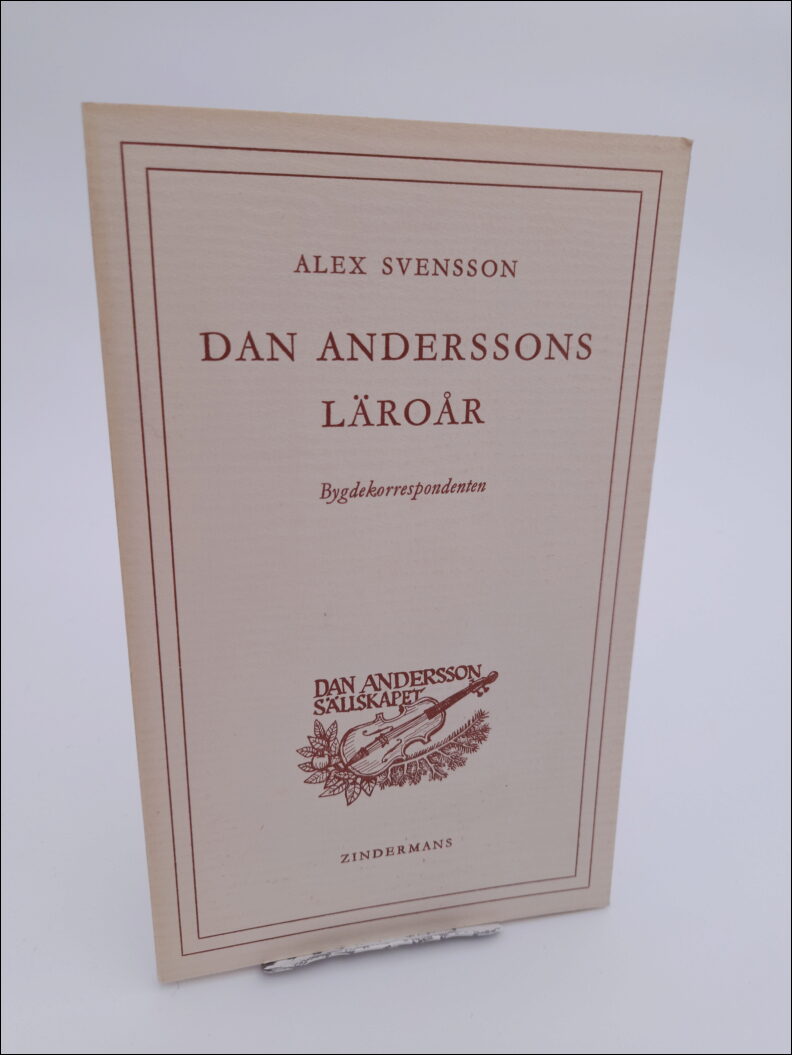 ALEX SVENSSON
DAN ANDERSSONS
LÄROÅR
Bygdekorrespondenten
DAN ANDERSSON
SÄLLSKAPET
ZINDERMANS